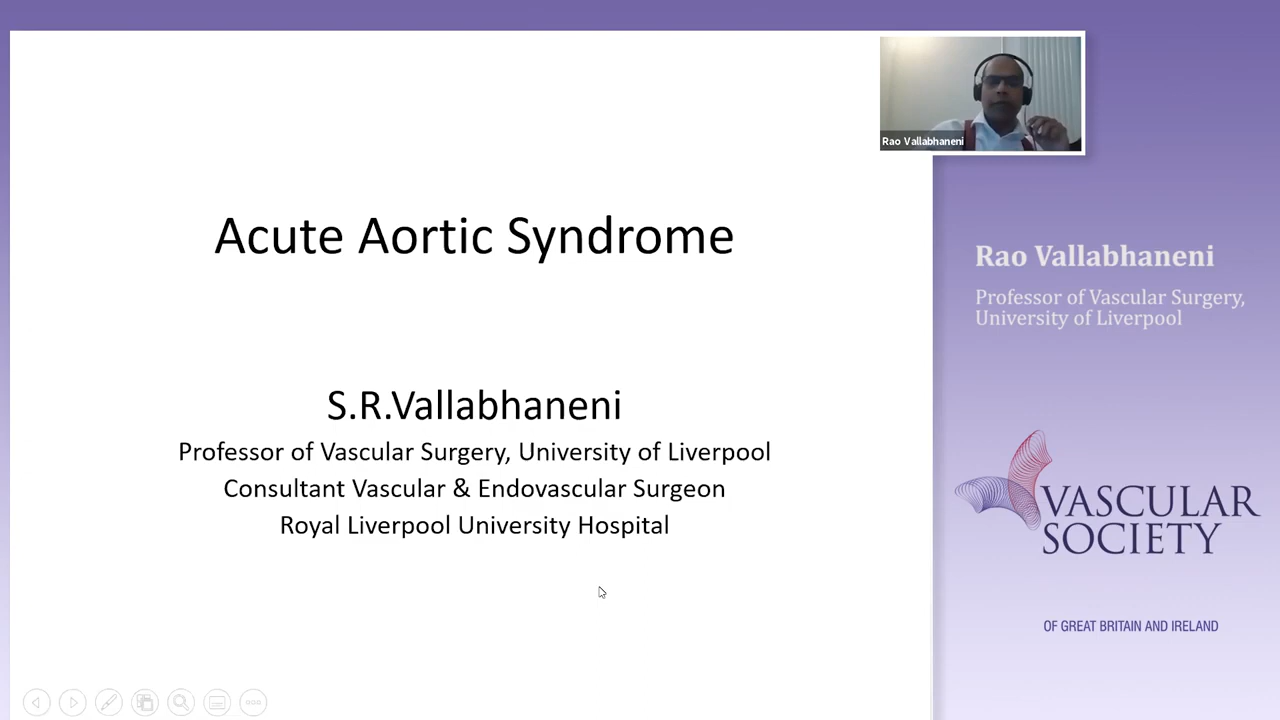 Rao Vallabhaneni
Acute Aortic Syndrome
S.R.Vallabhaneni
Professor of Vascular Surgery, University of Liverpool
Consultant Vascular & Endovascular Surgeon
Royal Liverpool University Hospital
Rao Vallabhaneni
Professor of Vascular Surgery,
University of Liverpool
VASCULAR
SOCIETY
OF GREAT BRITAIN AND IRELAND